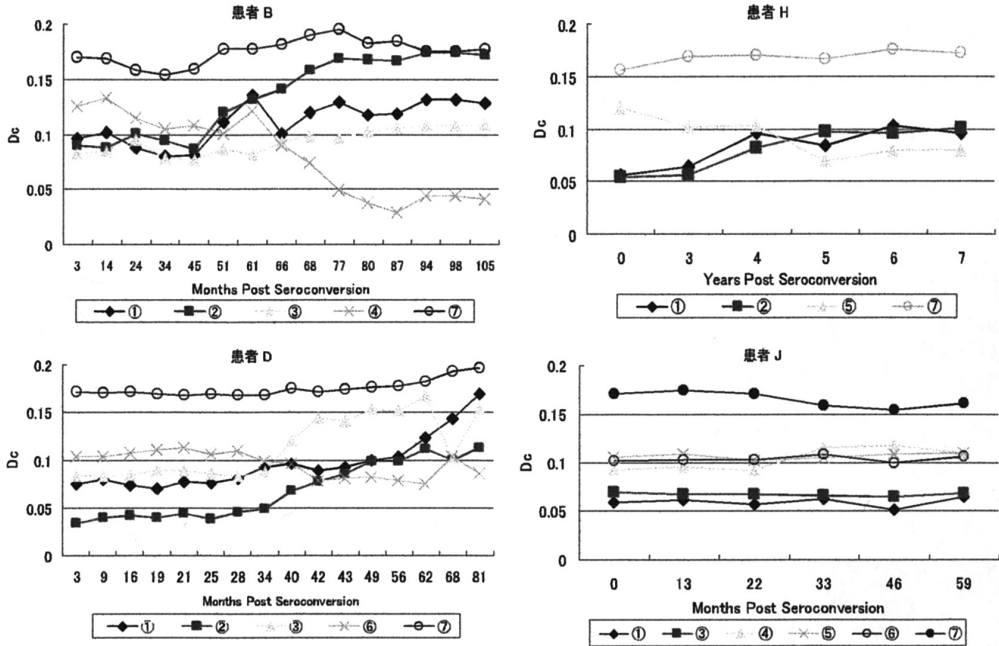 患者 B
0.2
0.15
0.1
0.05
0
Dc
3 14 24 34 45 51 61 66 68 77 80 87 94 98 105
Months Post Seroconversion
① ② ③ ④ ⑦
患者 H
0.2
0.15
0.1
0.05
0
Dc
0 3 4 5 6 7
Years Post Seroconversion
① ② ⑤ ⑦
患者 D
0.2
0.15
0.1
0.05
0
Dc
3 9 16 19 21 25 28 34 40 42 43 49 56 62 68 81
Months Post Seroconversion
① ② ③ ⑥ ⑦
患者 J
0.2
0.15
0.1
0.05
0
Dc
0 13 22 33 46 59
Months Post Seroconversion
① ③ ④ ⑤ ⑥ ⑦